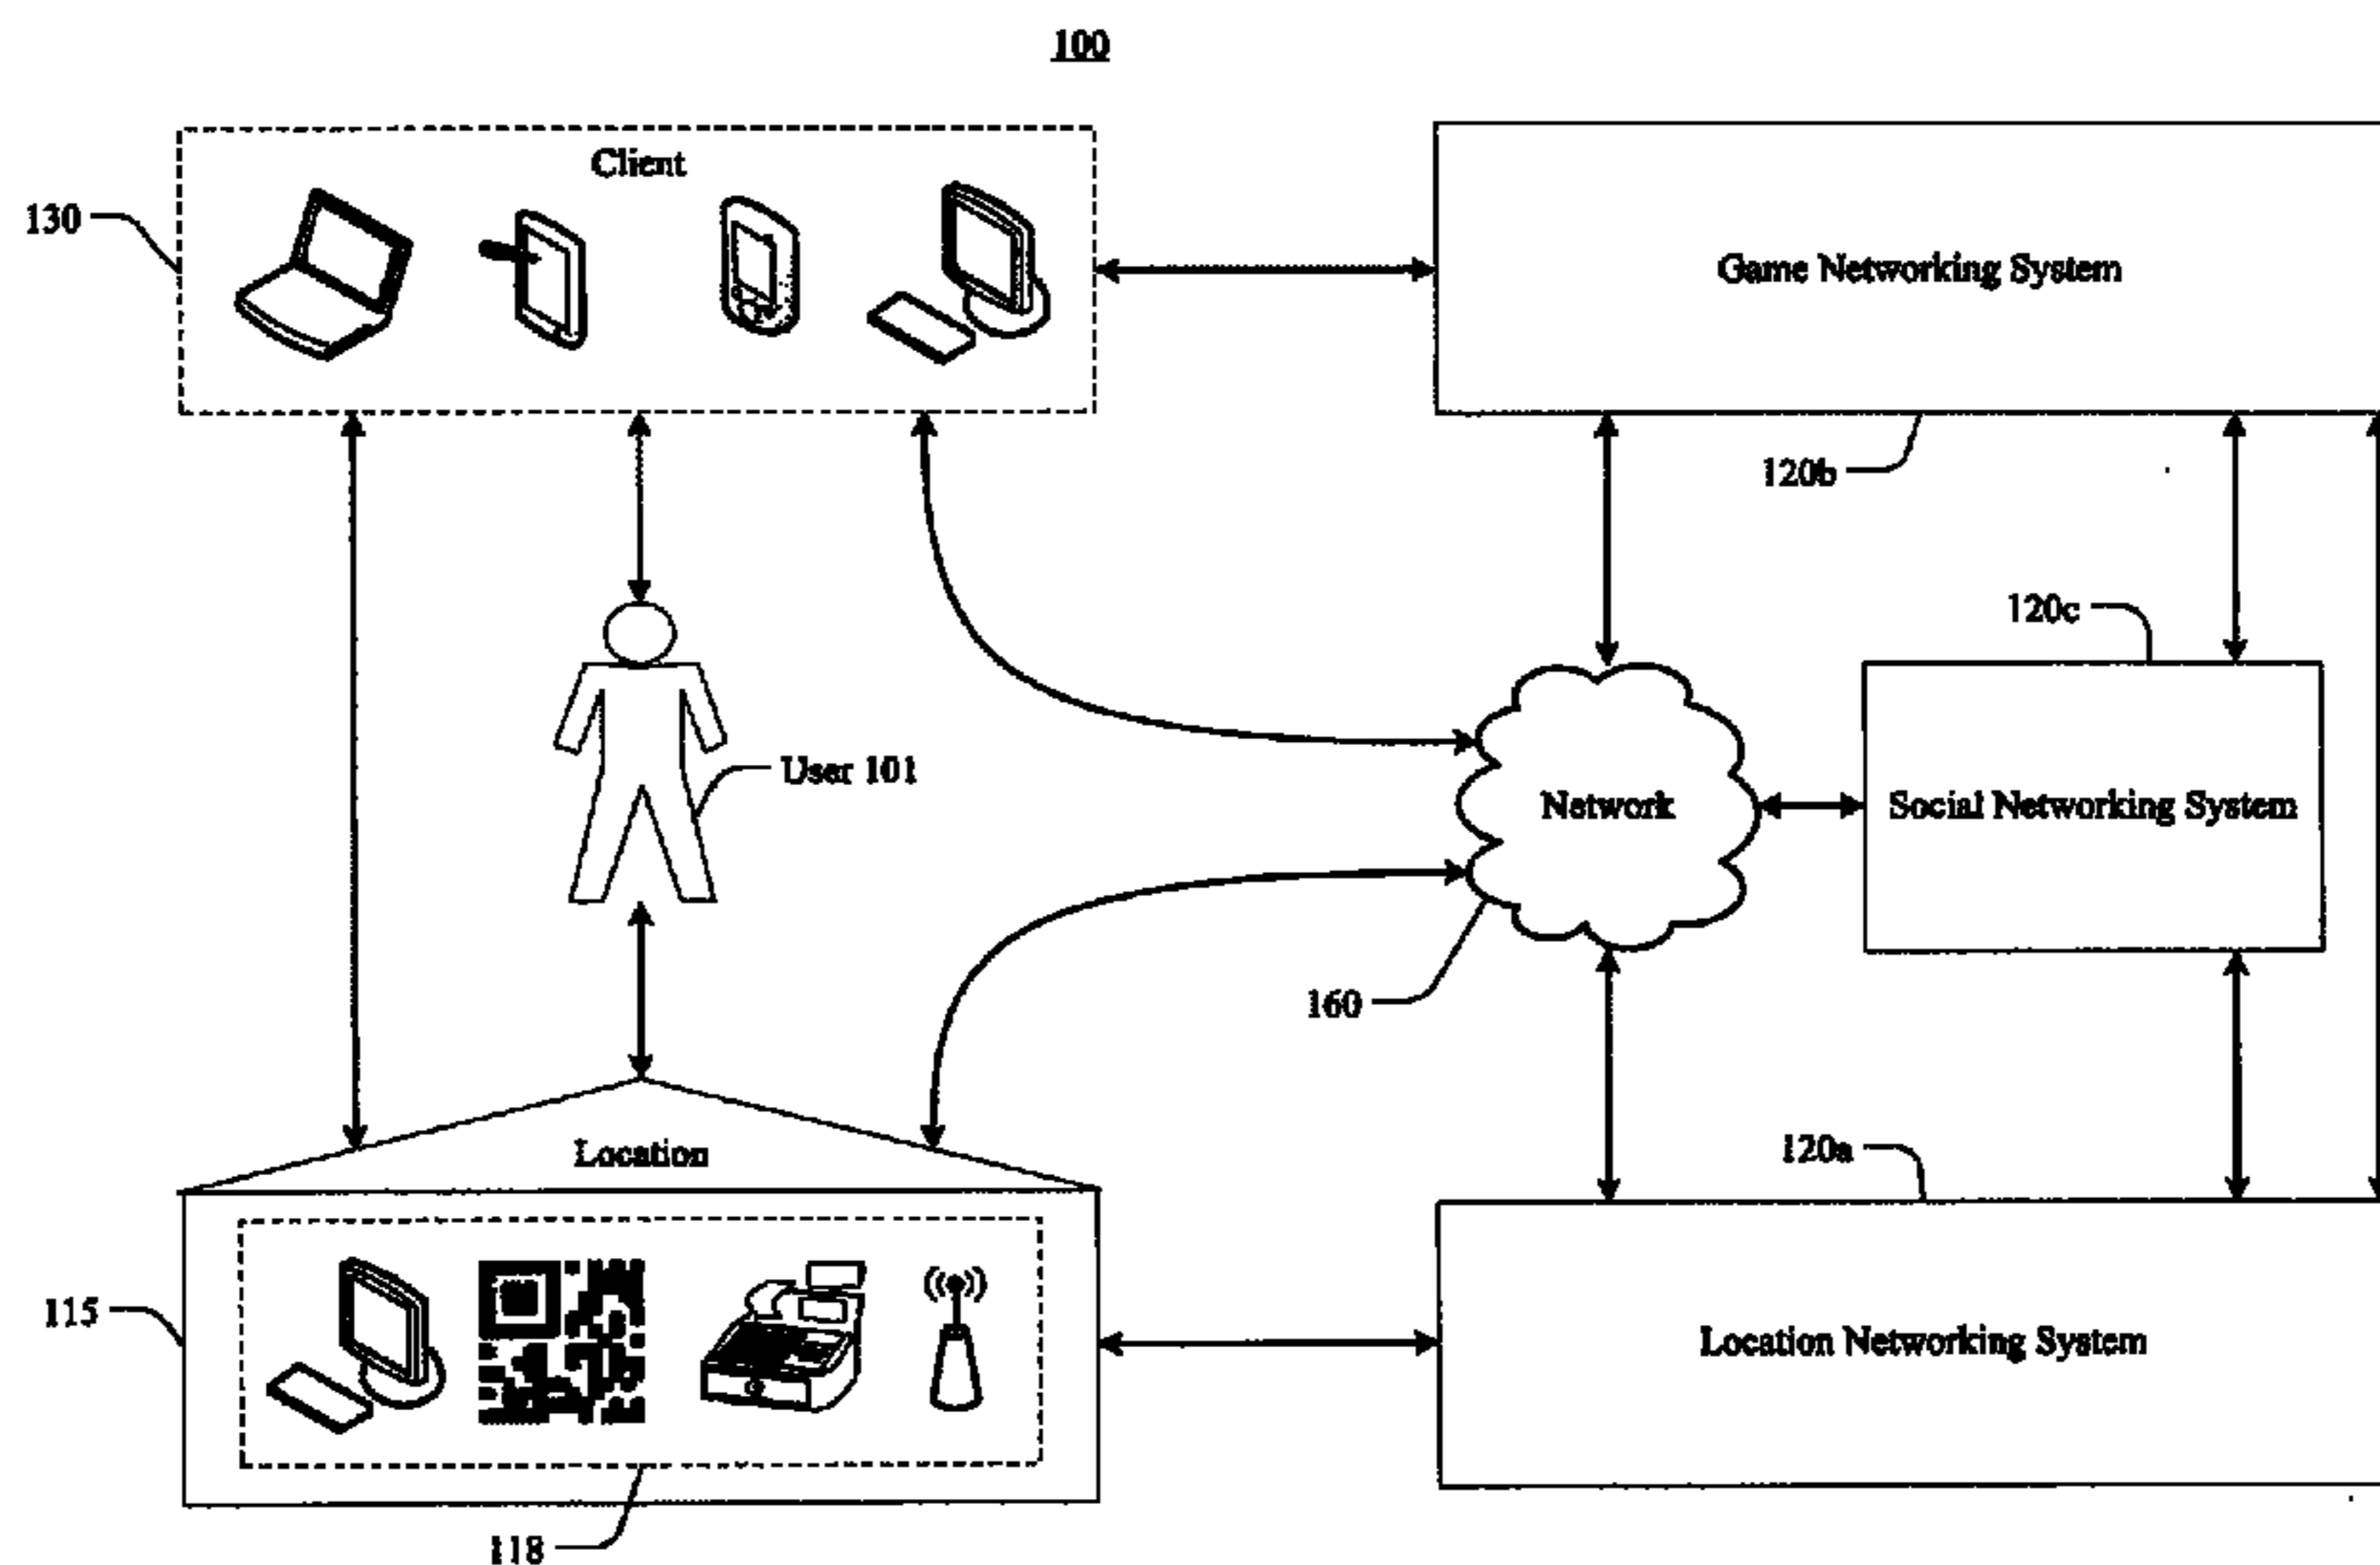 100
Client
130
Game Networking System
120b
120c
User 101
Network
Social Networking System
160
Location
120a
115
Location Networking System
118